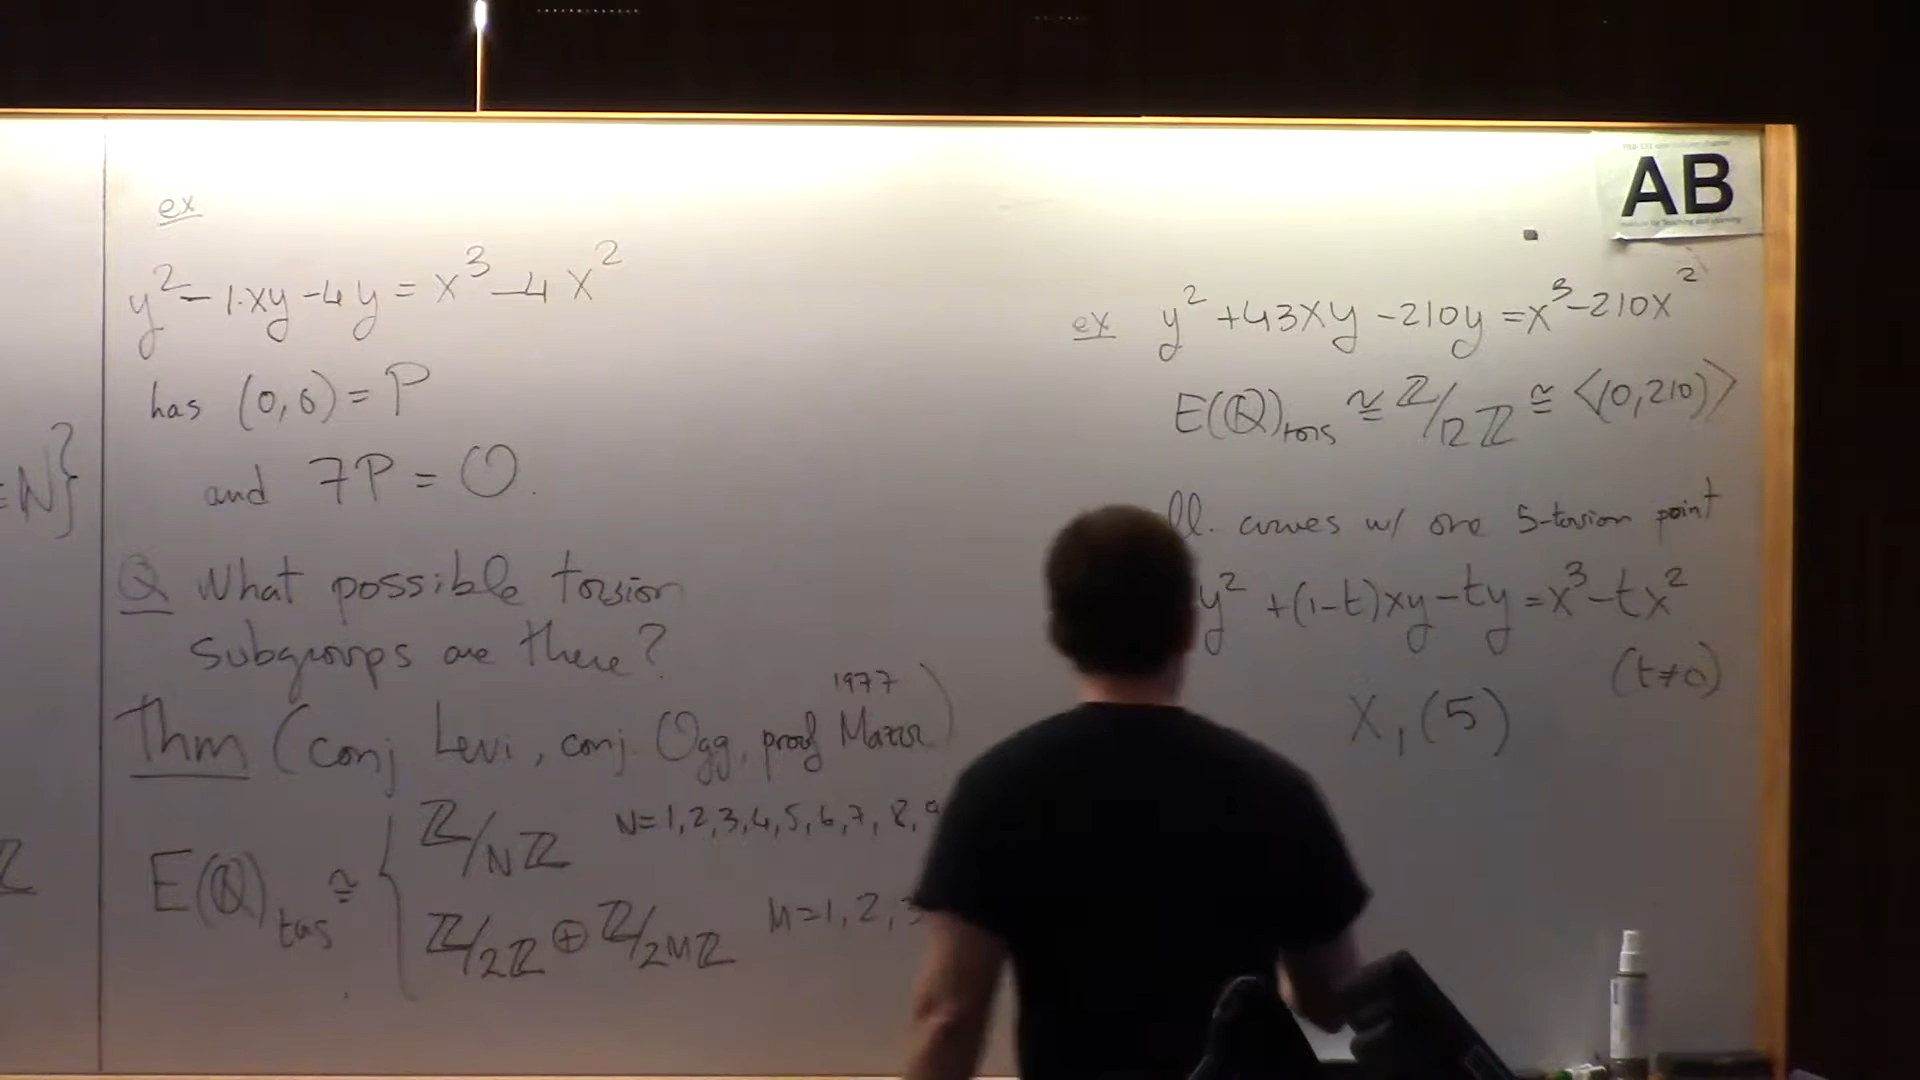 =N}
ex
y² - 1·xy - 4y = x³ - 4x²
has (0,0) = P
and 7P = O.
Q What possible torsion
subgroups are there?
1977
Thm (conj Levi, conj. Ogg, proof Mazur)
Z/NZ N=1,2,3,4,5,6,7,8,9
E(Q)tors ≅ {
Z/2Z ⊕ Z/2MZ M=1,2,3
AB
ex y² + 43xy - 210y = x³ - 210x²
E(Q)tors ≅ Z/12Z ≅ ⟨(0,210)⟩
ll. curves w/ one 5-torsion point
y² + (1-t)xy - ty = x³ - tx²
(t≠0)
X₁(5)